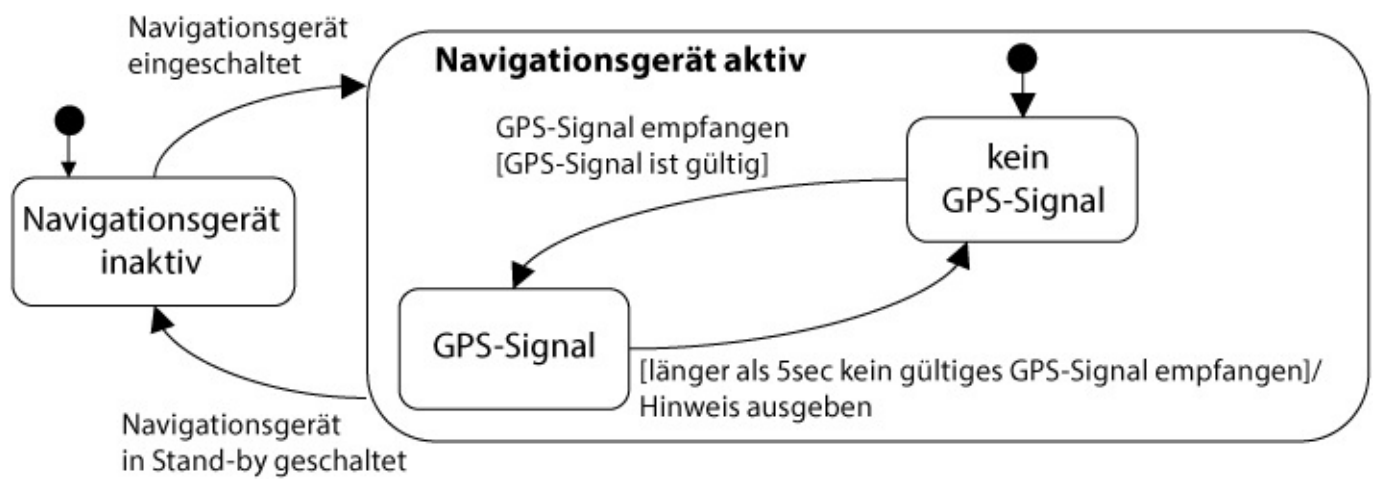 Navigationsgerät
eingeschaltet
Navigationsgerät aktiv
GPS-Signal empfangen
[GPS-Signal ist gültig]
kein
GPS-Signal
Navigationsgerät
inaktiv
GPS-Signal
[länger als 5sec kein gültiges GPS-Signal empfangen]/
Hinweis ausgeben
Navigationsgerät
in Stand-by geschaltet